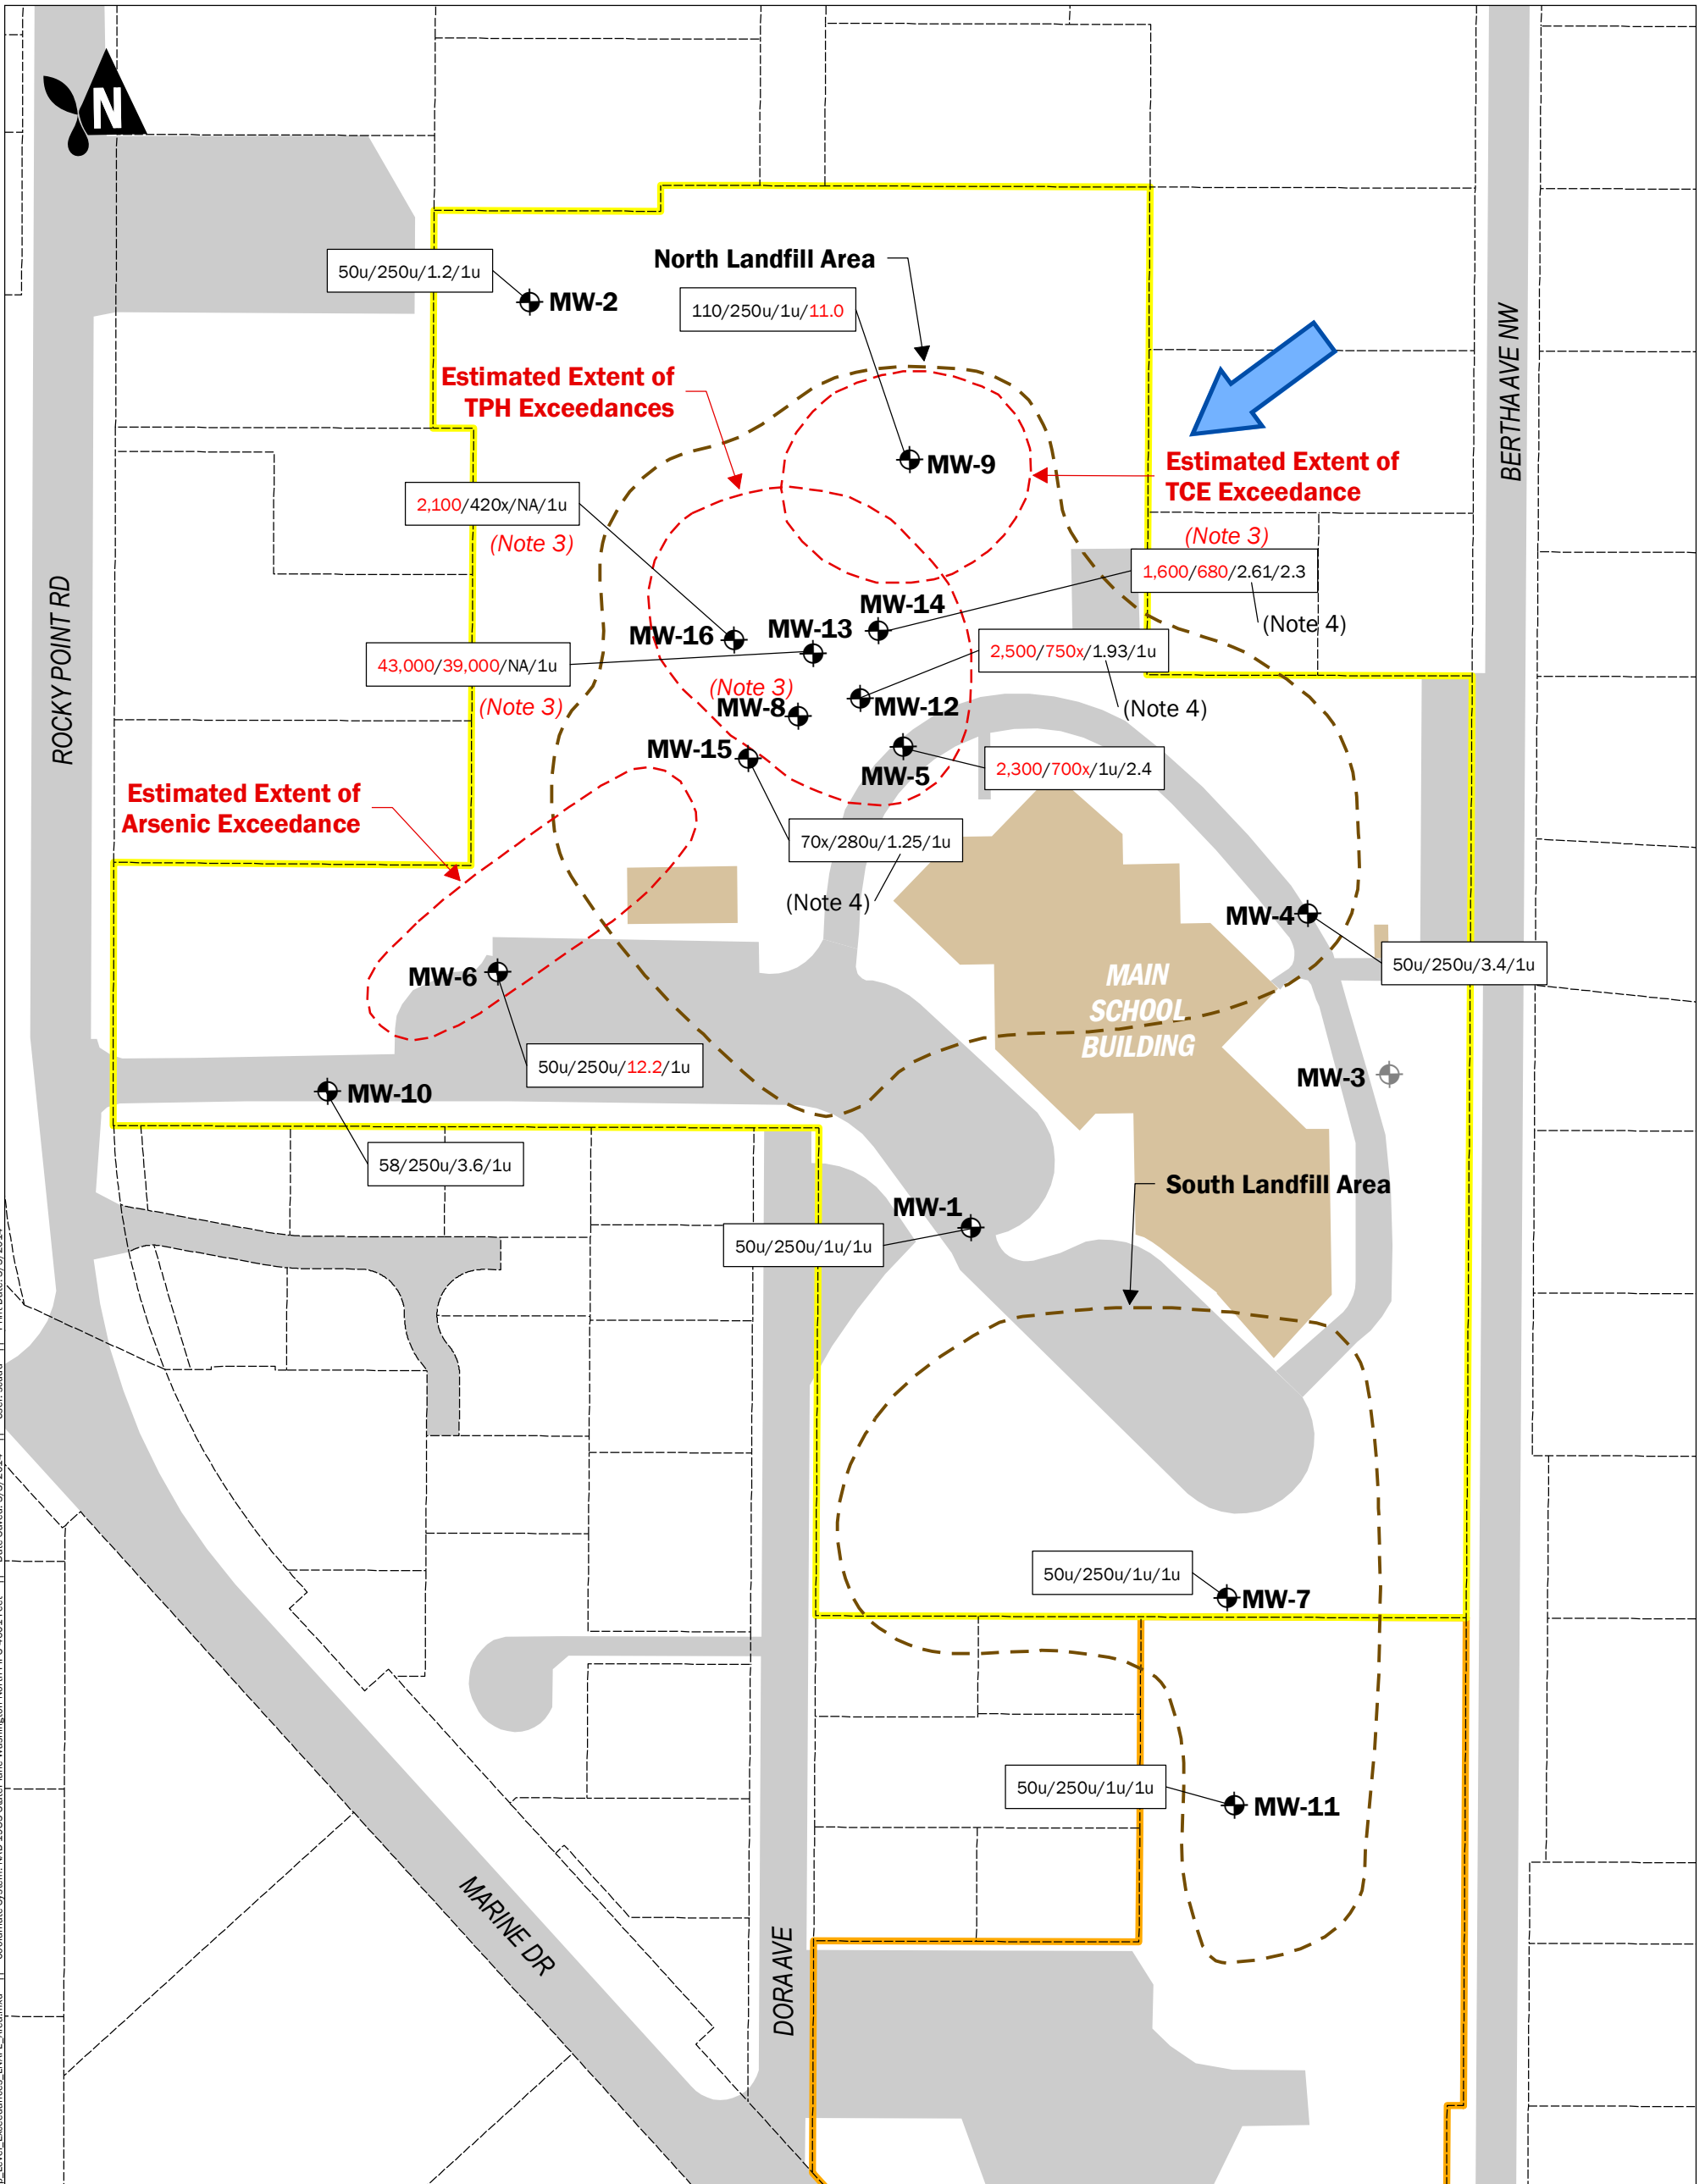 N
50u/250u/1.2/1u
MW-2
North Landfill Area
110/250u/1u/11.0
Estimated Extent of
TPH Exceedances
MW-9
Estimated Extent of
TCE Exceedance
BERTHA AVE NW
2,100/420x/NA/1u
(Note 3)
(Note 3)
1,600/680/2.61/2.3
(Note 4)
MW-14
MW-16
MW-13
43,000/39,000/NA/1u
(Note 3)
2,500/750x/1.93/1u
(Note 4)
(Note 3)
MW-8
MW-12
ROCKY POINT RD
MW-15
MW-5
2,300/700x/1u/2.4
Estimated Extent of
Arsenic Exceedance
70x/280u/1.25/1u
(Note 4)
MW-4
50u/250u/3.4/1u
MW-6
MAIN
SCHOOL
BUILDING
50u/250u/12.2/1u
MW-3
MW-10
58/250u/3.6/1u
South Landfill Area
MW-1
50u/250u/1u/1u
50u/250u/1u/1u
MW-7
50u/250u/1u/1u
MW-11
MARINE DR
DORA AVE